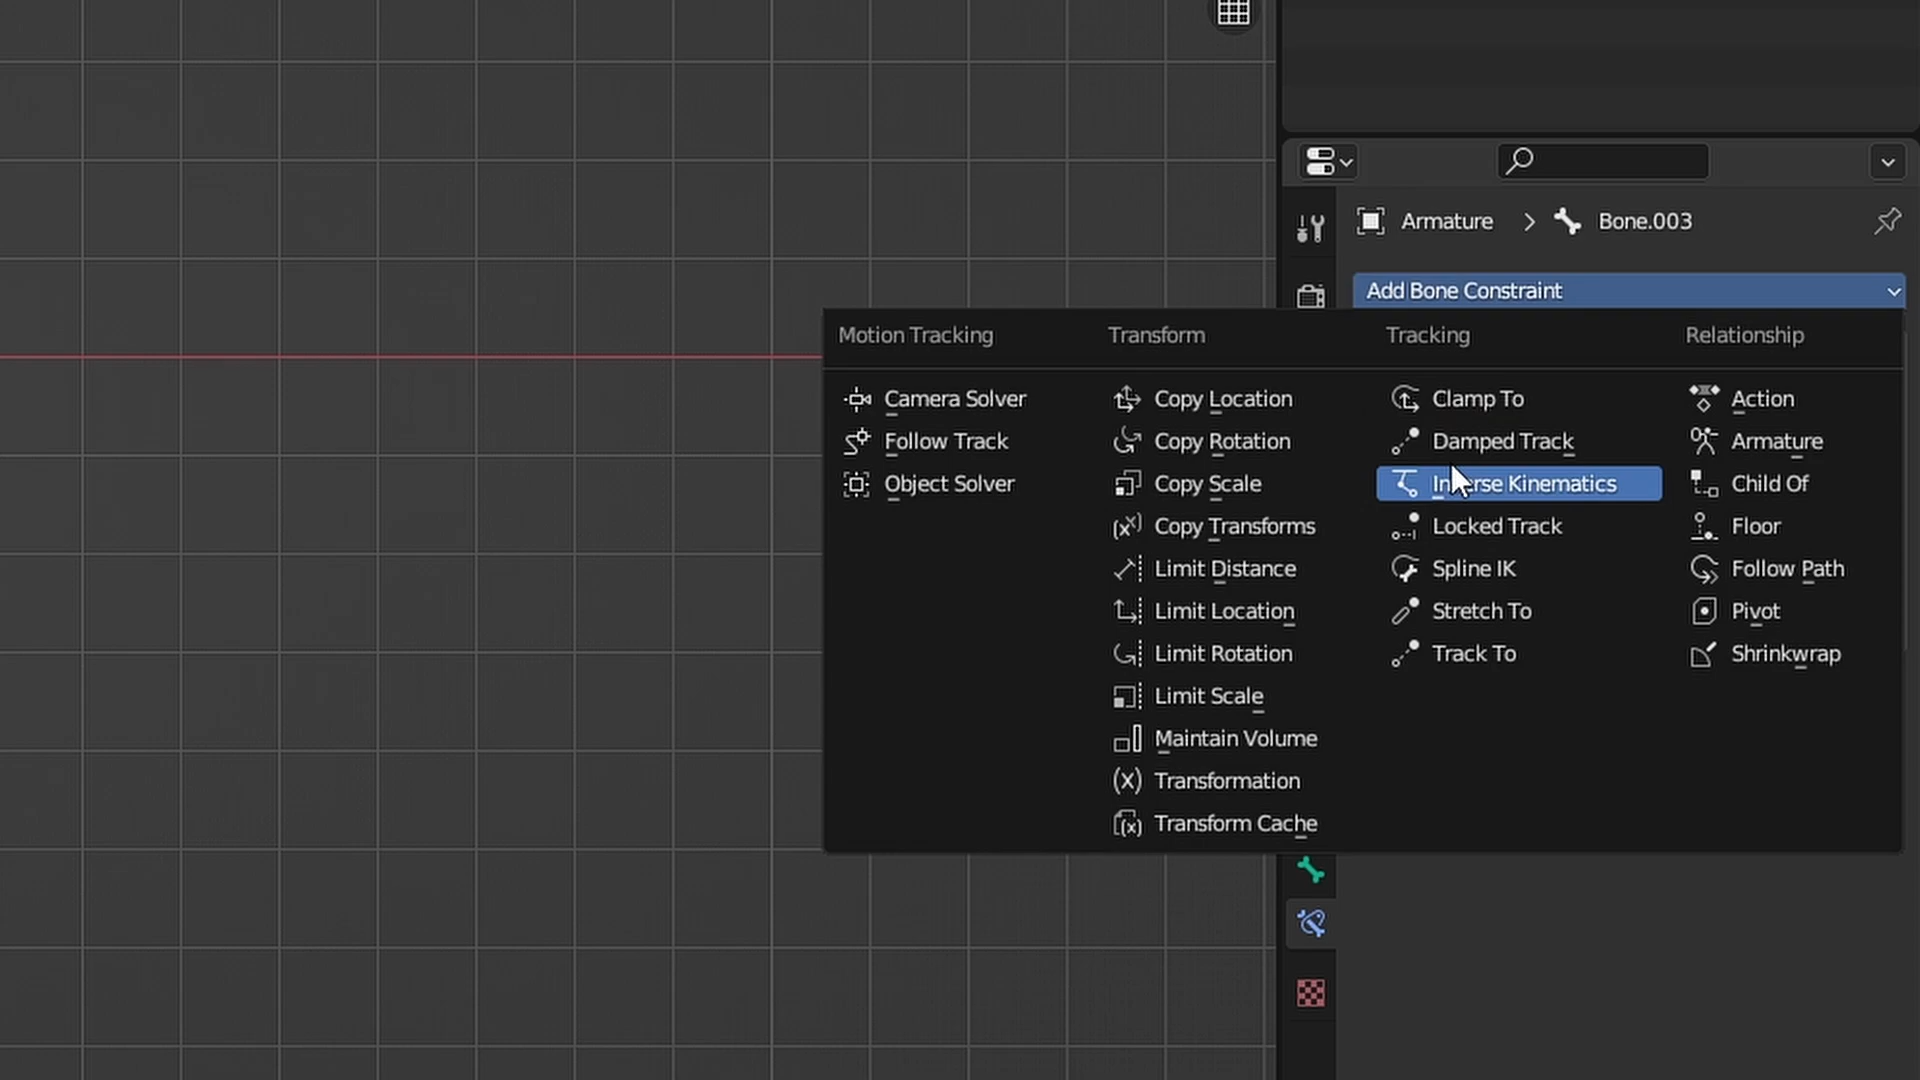 Armature > Bone.003
Add Bone Constraint
Motion Tracking
Camera Solver
Follow Track
Object Solver
Transform
Copy Location
Copy Rotation
Copy Scale
Copy Transforms
Limit Distance
Limit Location
Limit Rotation
Limit Scale
Maintain Volume
Transformation
Transform Cache
Tracking
Clamp To
Damped Track
Inverse Kinematics
Locked Track
Spline IK
Stretch To
Track To
Relationship
Action
Armature
Child Of
Floor
Follow Path
Pivot
Shrinkwrap